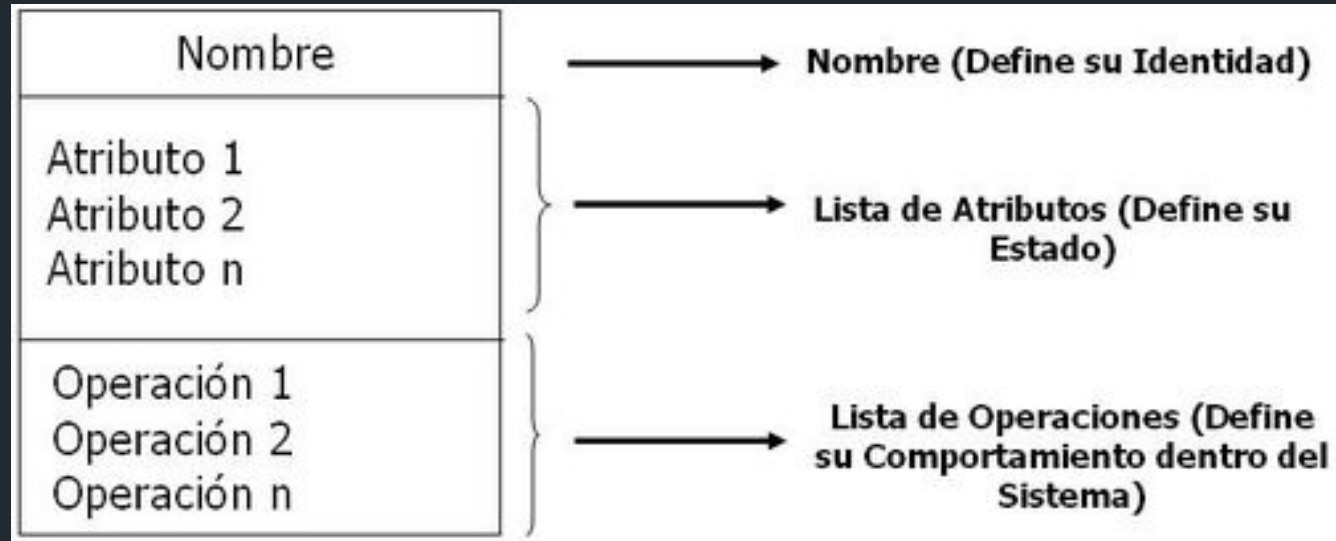 Nombre
Nombre (Define su Identidad)
Atributo 1
Atributo 2
Atributo n
Lista de Atributos (Define su
Estado)
Operación 1
Operación 2
Operación n
Lista de Operaciones (Define
su Comportamiento dentro del
Sistema)